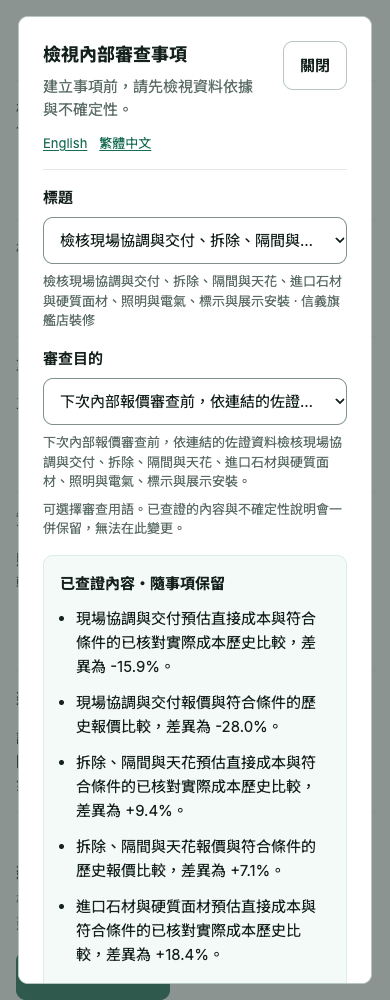 檢視內部審查事項
關閉
建立事項前，請先檢視資料依據
與不確定性。
English 繁體中文
標題
檢核現場協調與交付、拆除、隔間與...
檢核現場協調與交付、拆除、隔間與天花、進口石材
與硬質面材、照明與電氣、標示與展示安裝 · 信義旗
艦店裝修
審查目的
下次內部報價審查前，依連結的佐證...
下次內部報價審查前，依連結的佐證資料檢核現場協
調與交付、拆除、隔間與天花、進口石材與硬質面
材、照明與電氣、標示與展示安裝。
可選擇審查用語。已查證的內容與不確定性說明會一
併保留，無法在此變更。
已查證內容・隨事項保留
• 現場協調與交付預估直接成本與符合
條件的已核對實際成本歷史比較，差
異為 -15.9%。
• 現場協調與交付報價與符合條件的歷
史報價比較，差異為 -28.0%。
• 拆除、隔間與天花預估直接成本與符
合條件的已核對實際成本歷史比較，
差異為 +9.4%。
• 拆除、隔間與天花報價與符合條件的
歷史報價比較，差異為 +7.1%。
• 進口石材與硬質面材預估直接成本與
符合條件的已核對實際成本歷史比
較，差異為 +18.4%。